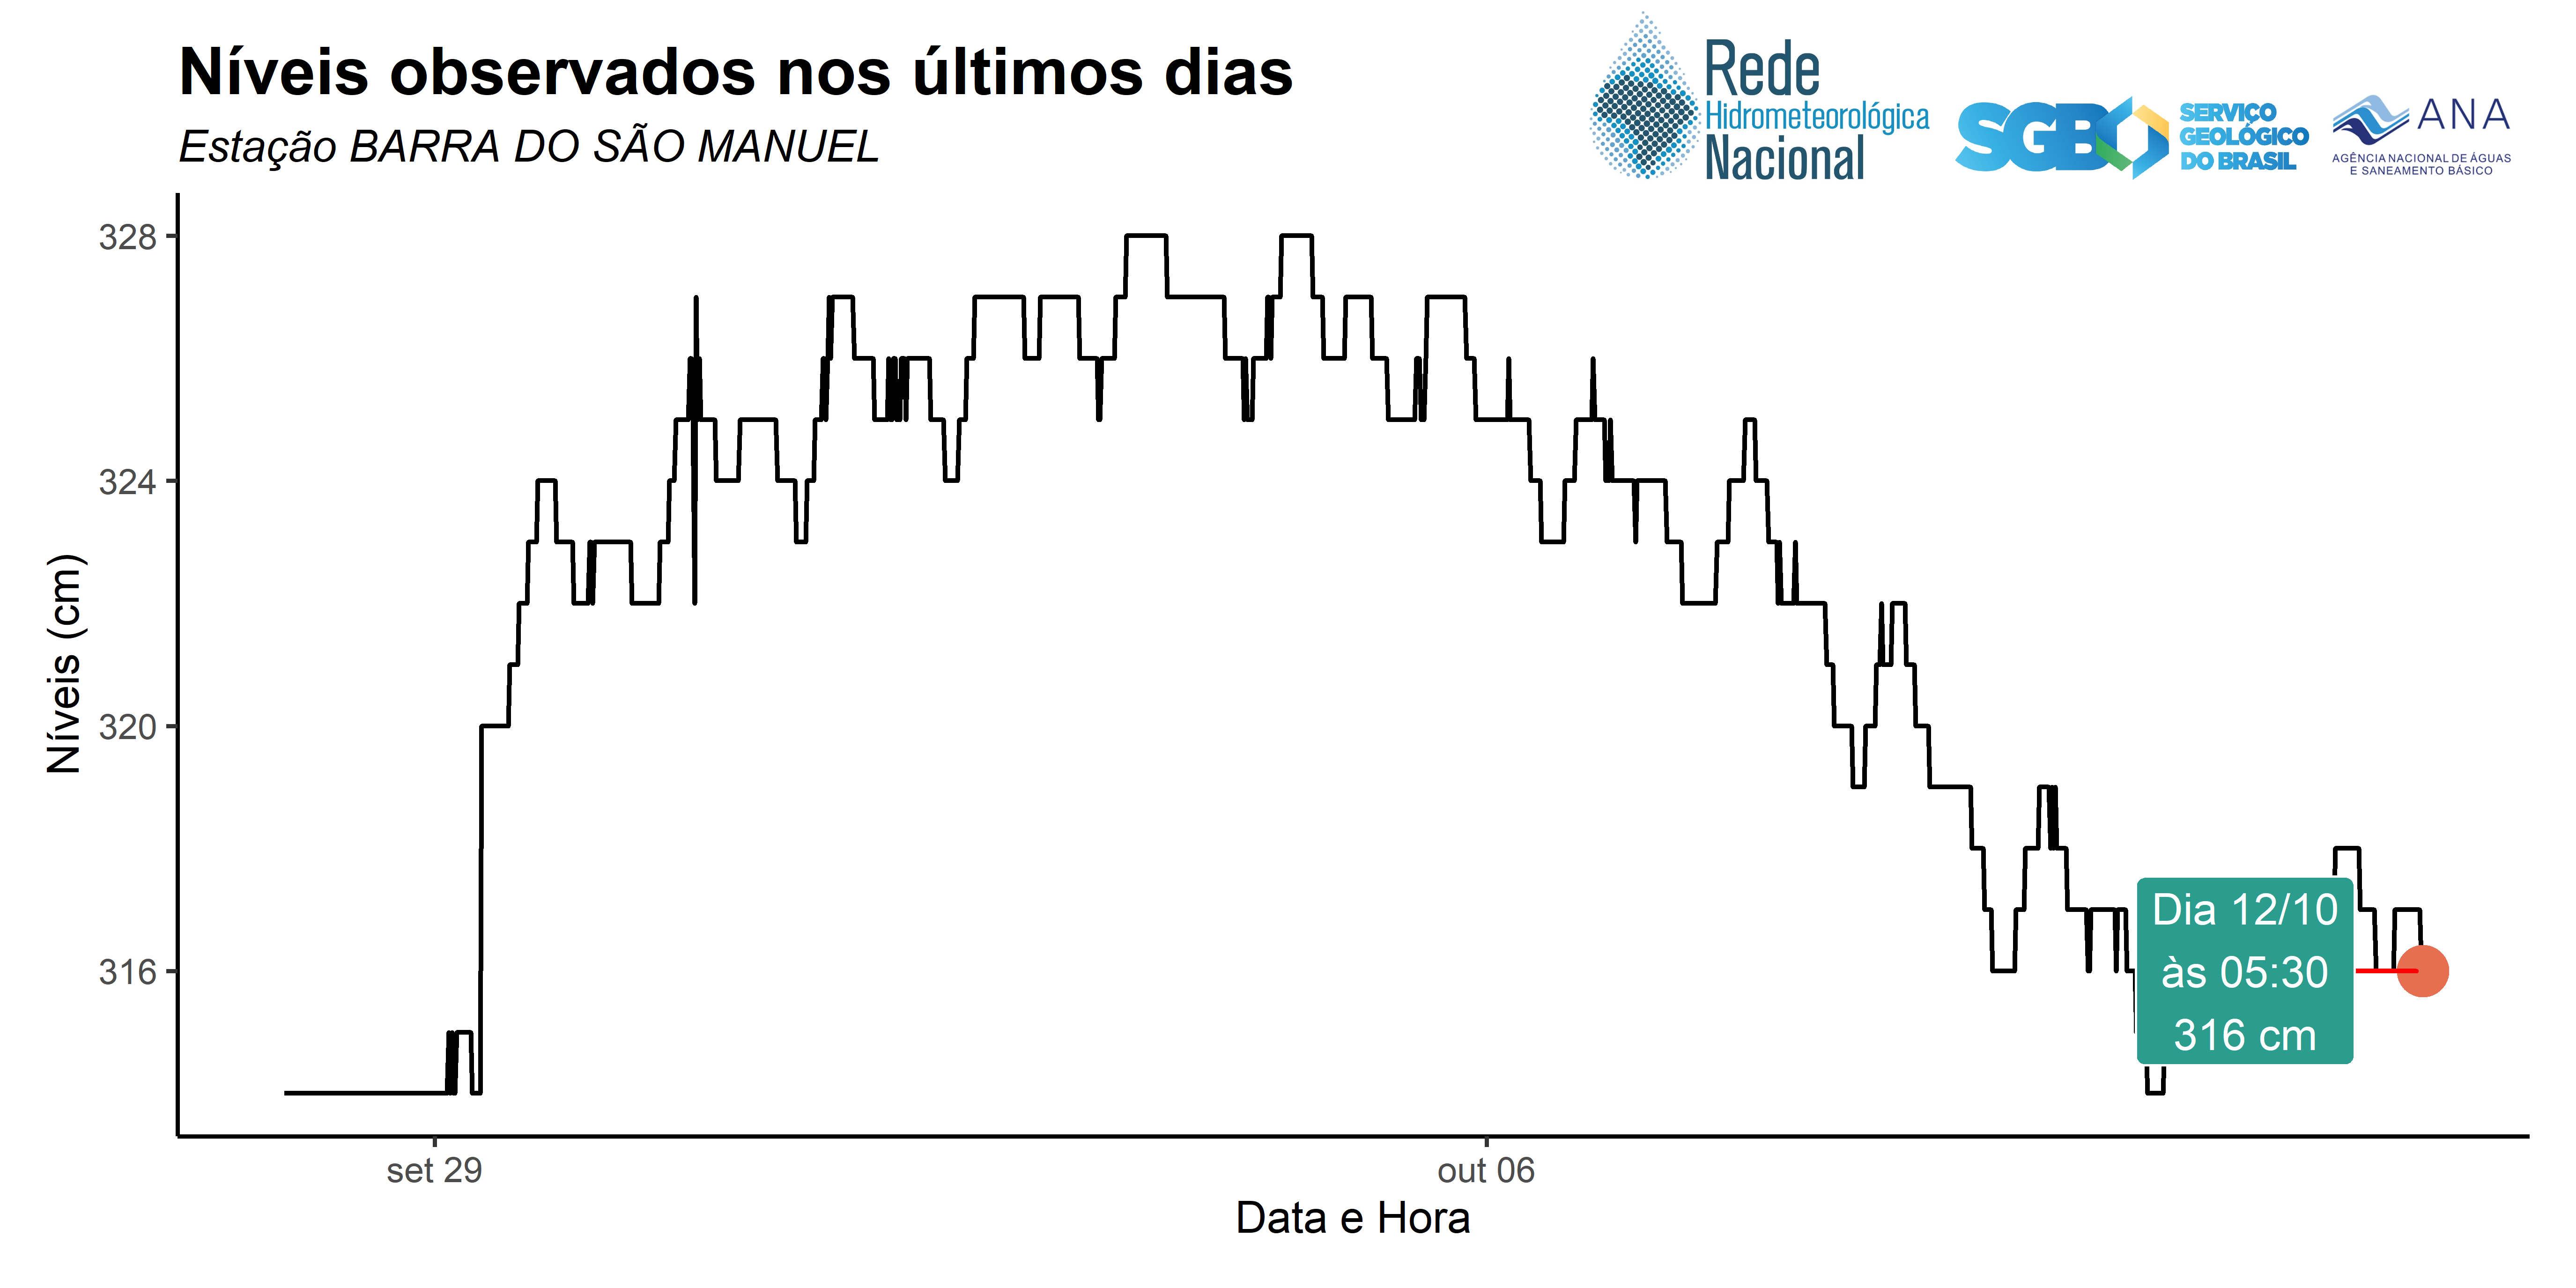 Níveis observados nos últimos dias
Estação BARRA DO SÃO MANUEL
Rede
Hidrometeorológica
Nacional
SGB
SERVIÇO
GEOLÓGICO
DO BRASIL
ANA
AGÊNCIA NACIONAL DE ÁGUAS
E SANEAMENTO BÁSICO
Níveis (cm)
328
324
320
316
Dia 12/10
às 05:30
316 cm
set 29
out 06
Data e Hora